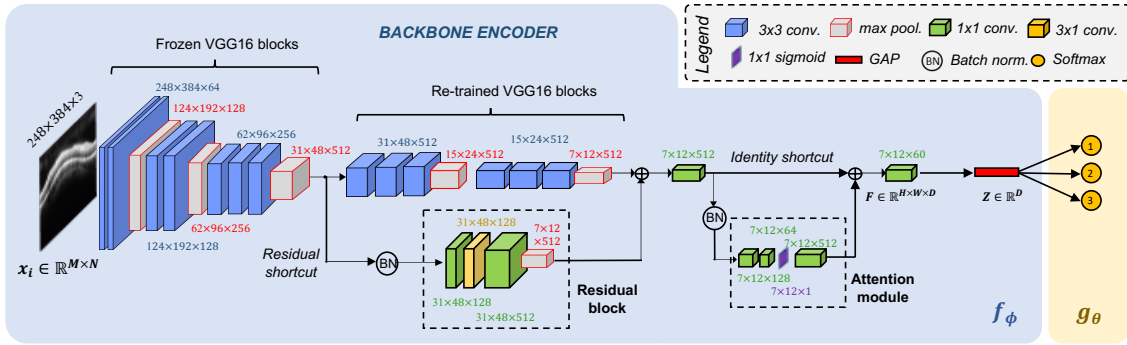 BACKBONE ENCODER
Legend
3x3 conv.
max pool.
1x1 conv.
3x1 conv.
1x1 sigmoid
GAP
BN
Batch norm.
Softmax
Frozen VGG16 blocks
Re-trained VGG16 blocks
248×384×3
248×384×64
124×192×128
62×96×256
31×48×512
124×192×128
62×96×256
31×48×512
15×24×512
15×24×512
7×12×512
7×12×512
Identity shortcut
7×12×60
F ∈ ℝ^{H×W×D}
Z ∈ ℝ^D
1
2
3
x_i ∈ ℝ^{M×N}
Residual
shortcut
BN
31×48×128
7×12
×512
31×48×128
31×48×512
Residual
block
BN
7×12×64
7×12×512
7×12×128
7×12×1
Attention
module
f_ϕ
g_θ